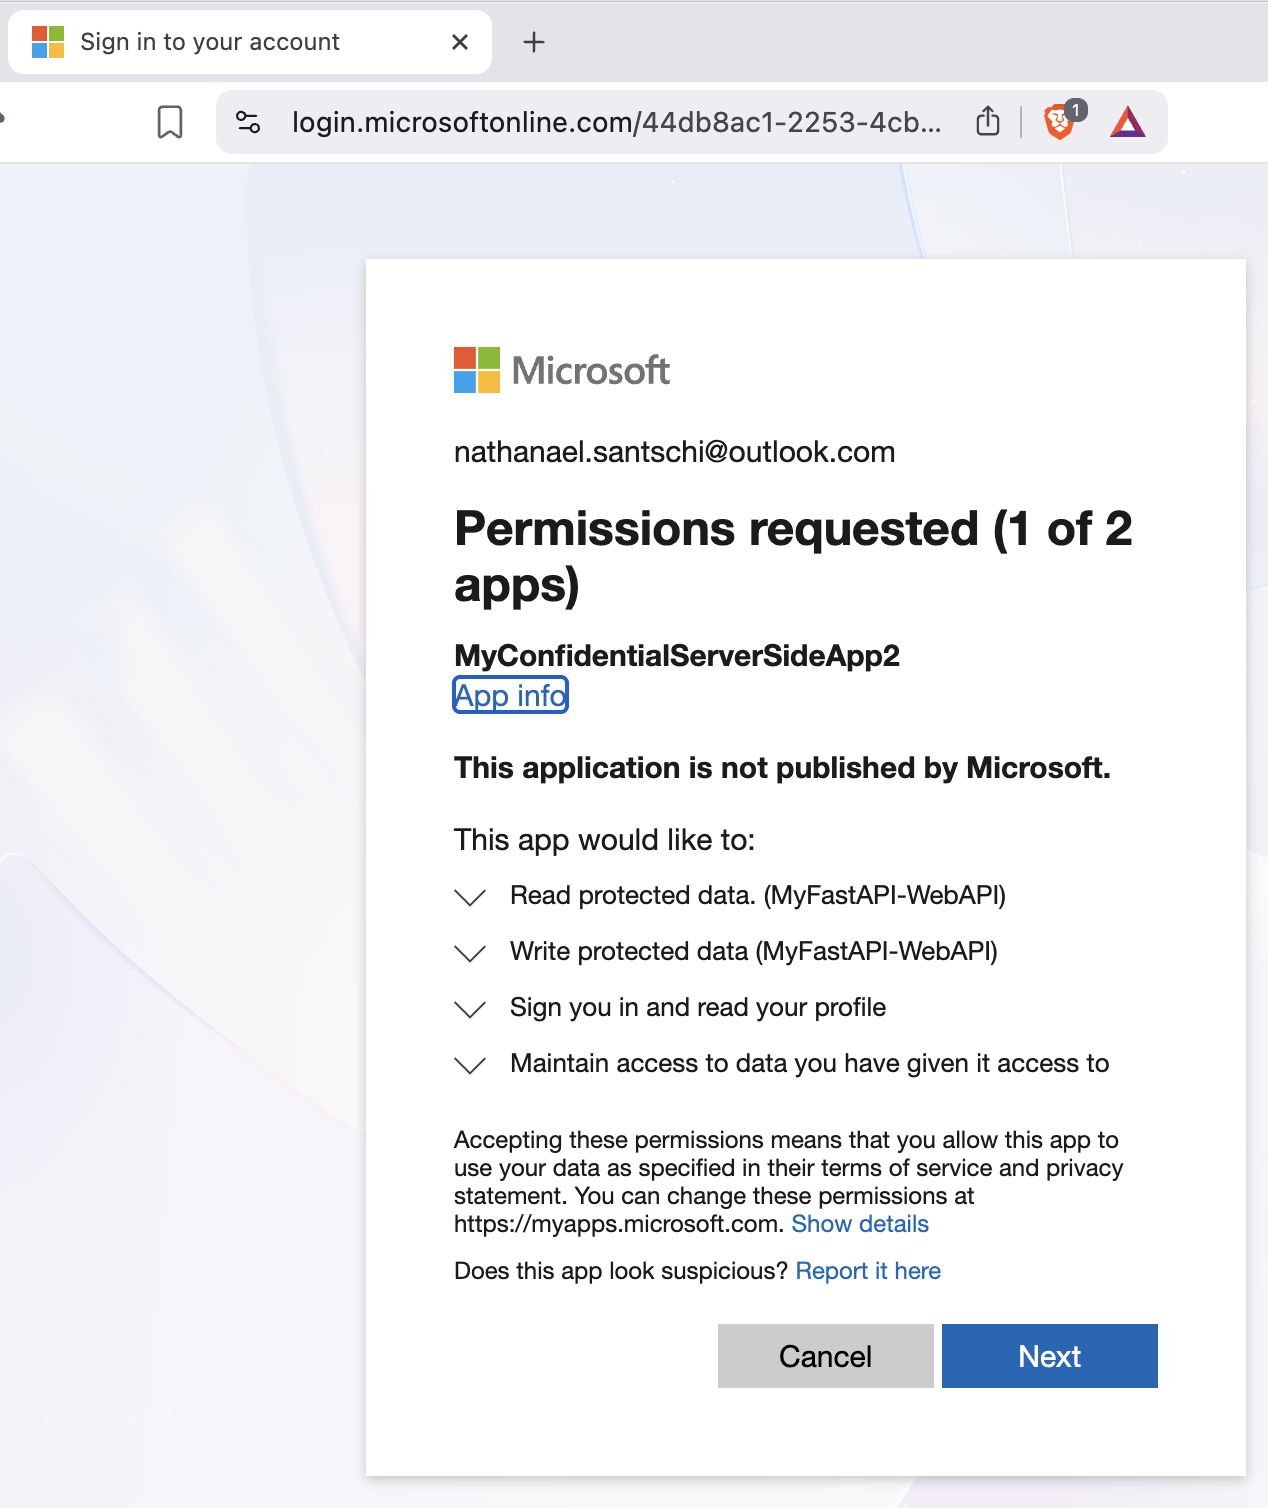 Sign in to your account
login.microsoftonline.com/44db8ac1-2253-4cb...
1
Microsoft
nathanael.santschi@outlook.com
Permissions requested (1 of 2
apps)
MyConfidentialServerSideApp2
App info
This application is not published by Microsoft.
This app would like to:
Read protected data. (MyFastAPI-WebAPI)
Write protected data (MyFastAPI-WebAPI)
Sign you in and read your profile
Maintain access to data you have given it access to
Accepting these permissions means that you allow this app to
use your data as specified in their terms of service and privacy
statement. You can change these permissions at
https://myapps.microsoft.com. Show details
Does this app look suspicious? Report it here
Cancel Next